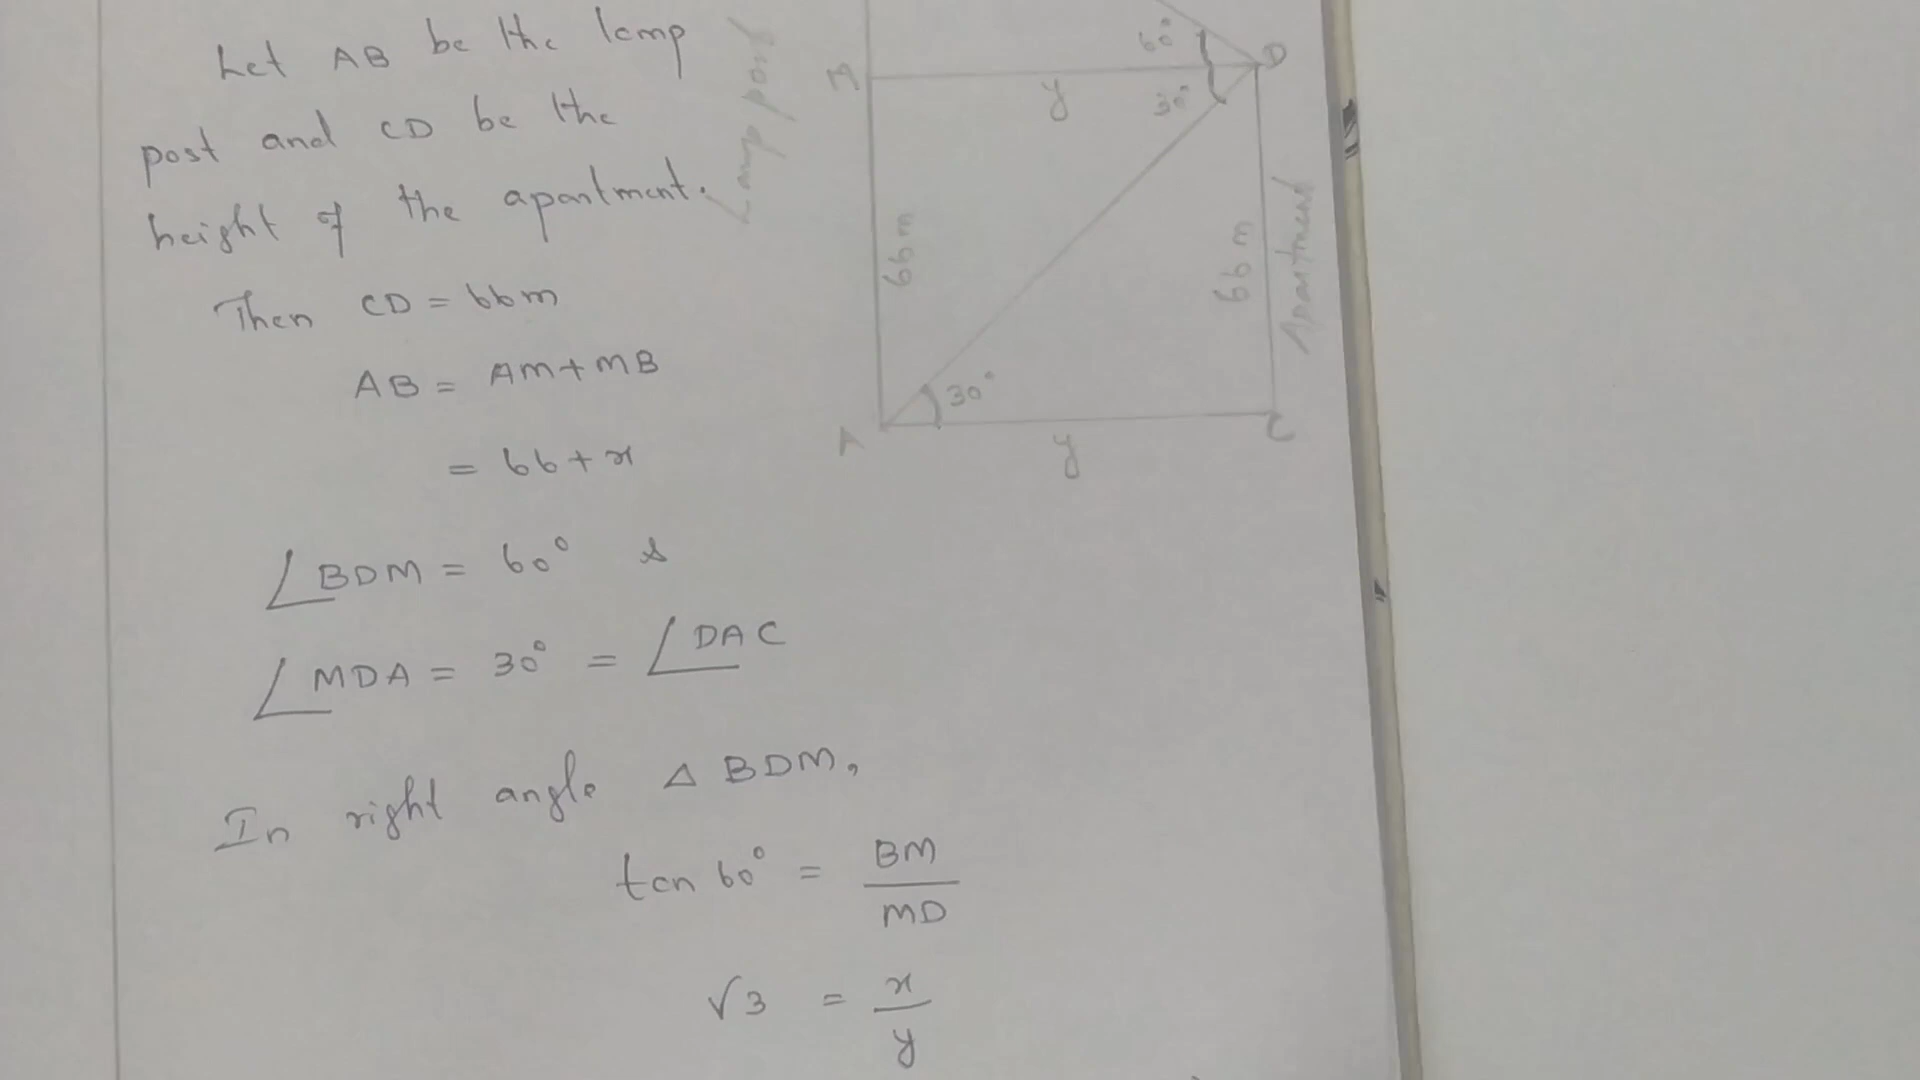 Let AB be the lamp
post and CD be the
height of the apartment.
Then CD = 66m
AB = AM + MB
= 66 + x
∠BDM = 60° &
∠MDA = 30° = ∠DAC
In right angle Δ BDM,
tan 60° = BM/MD
√3 = x/y
Lamp post
60°
M
D
y
30°
66m
66m
Apartment
30°
A
y
C